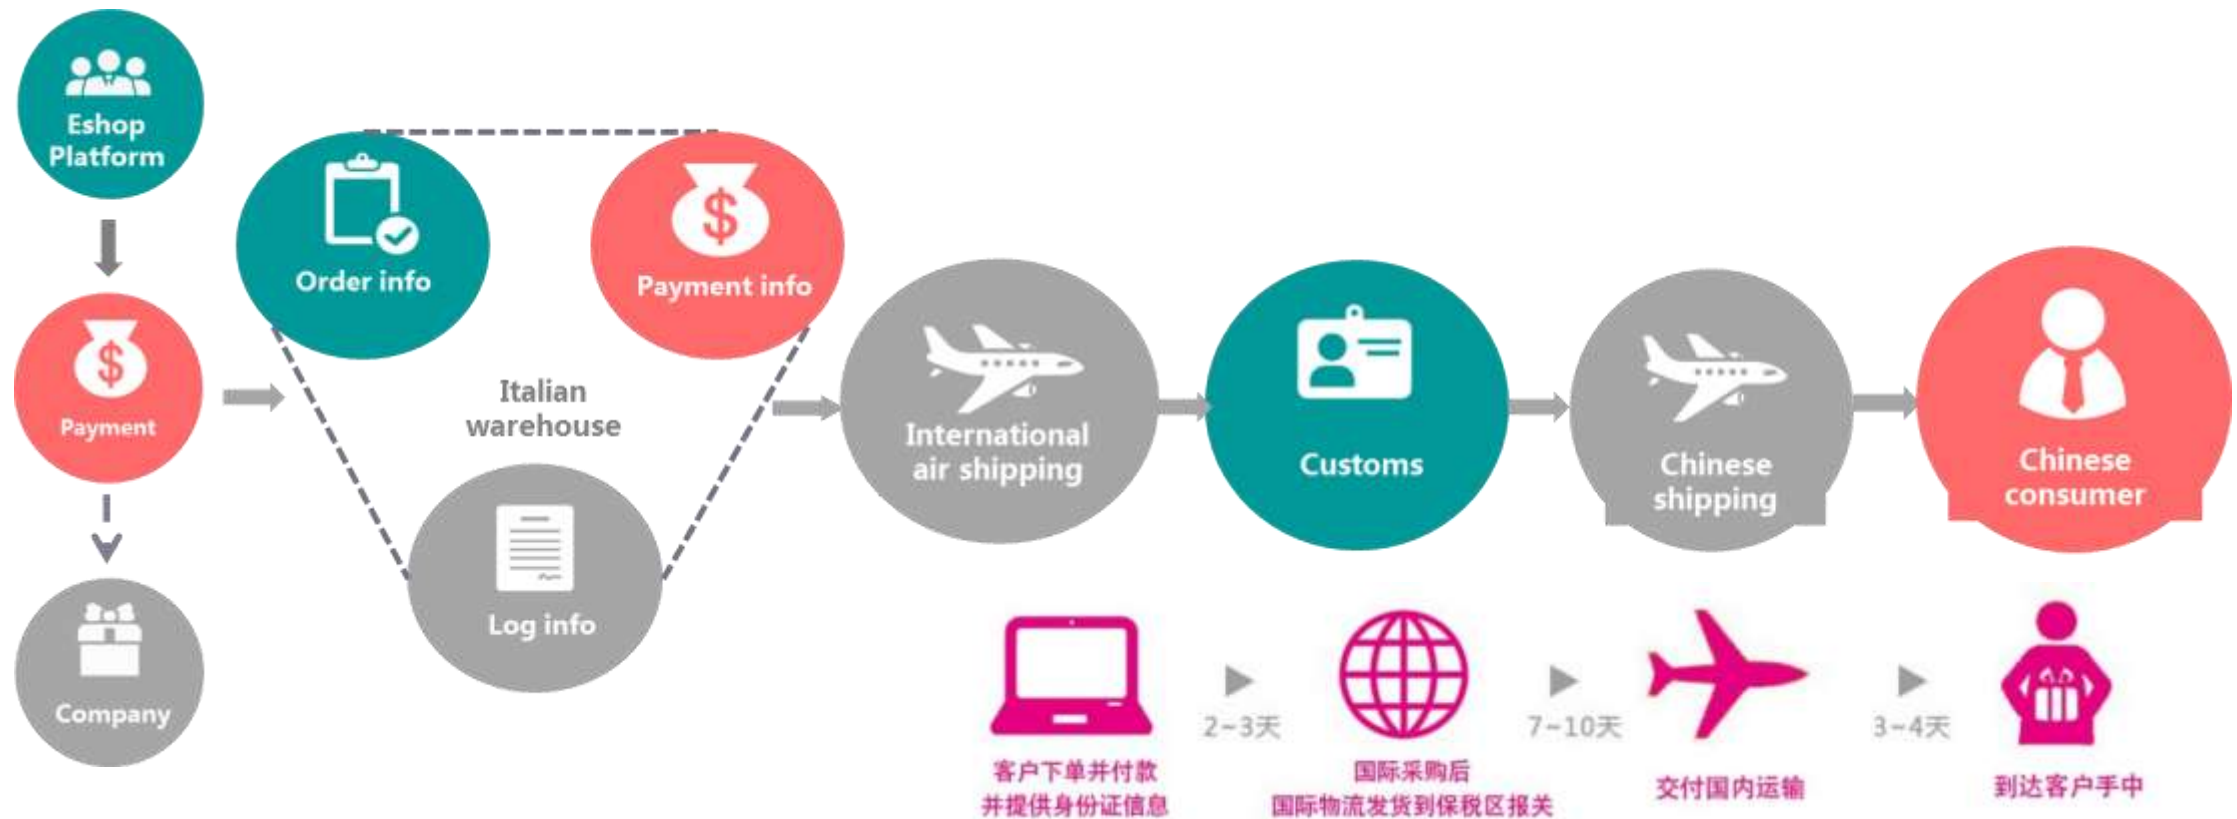 Eshop
Platform
Payment
Company
Order info
Payment info
Italian
warehouse
Log info
International
air shipping
Customs
Chinese
shipping
Chinese
consumer
客户下单并付款
并提供身份证信息
2~3天
国际采购后
国际物流发货到保税区报关
7~10天
交付国内运输
3~4天
到达客户手中